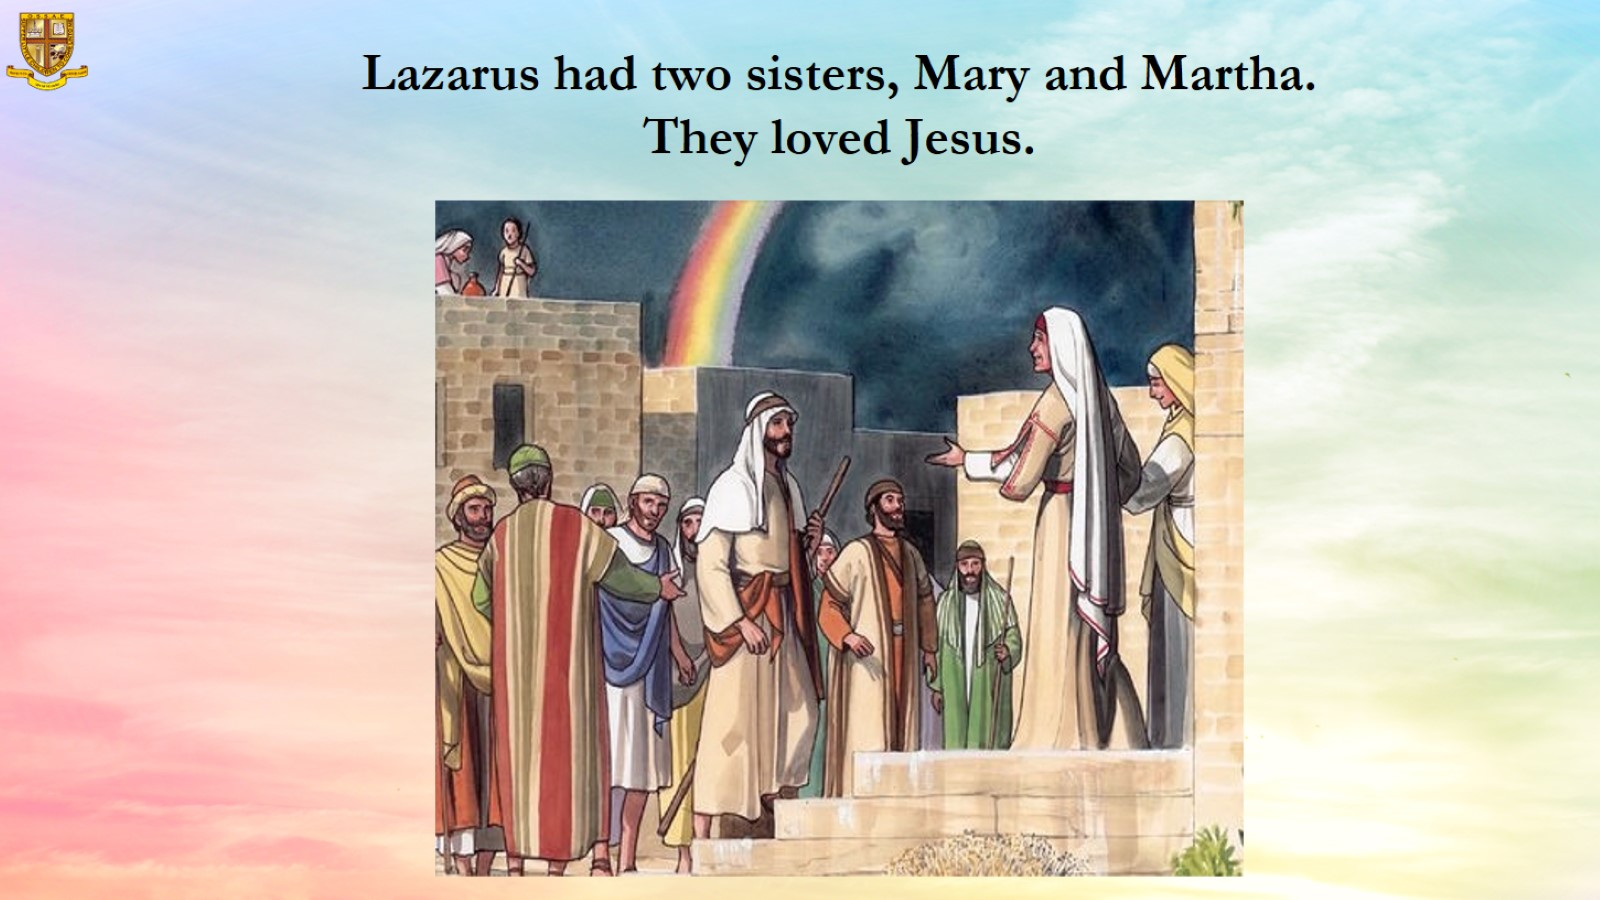 O.S.S.A.E
Lazarus had two sisters, Mary and Martha.
They loved Jesus.